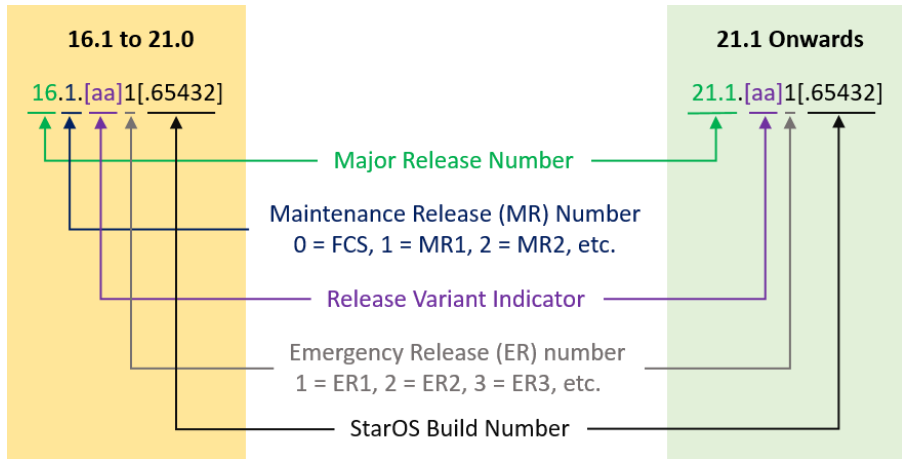 16.1 to 21.0
21.1 Onwards
16.1.[aa]1[.65432]
21.1.[aa]1[.65432]
Major Release Number
Maintenance Release (MR) Number
0 = FCS, 1 = MR1, 2 = MR2, etc.
Release Variant Indicator
Emergency Release (ER) number
1 = ER1, 2 = ER2, 3 = ER3, etc.
StarOS Build Number